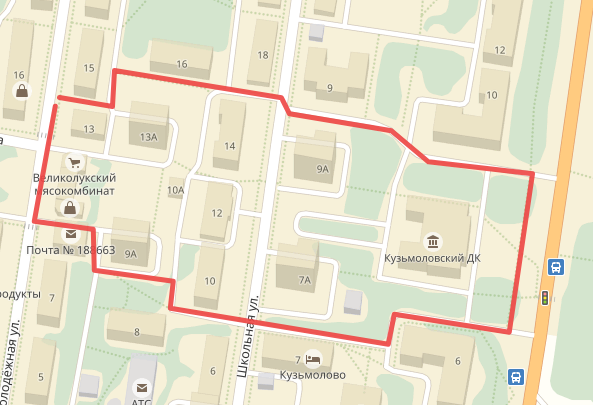 18
12
15
16
16
9
10
13
13А
а
14
9А
Великолукский
мясокомбинат
10А
12
Почта № 188663
9А
Кузьмоловский ДК
10
7А
родукты
7
Школьная ул.
олодёжная ул.
8
7
6
6
Кузьмолово
5
АТС